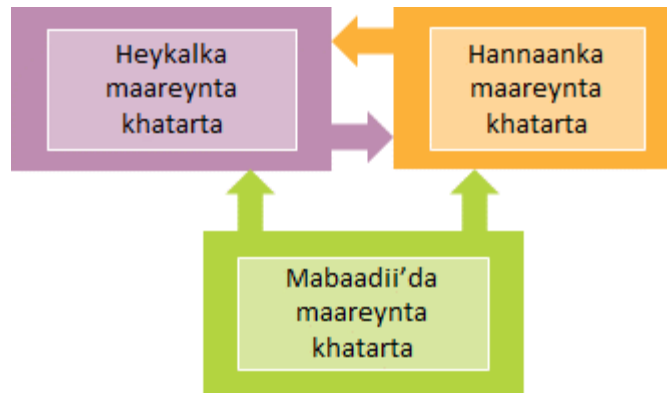 Heykalka
maareynta
khatarta
Hannaanka
maareynta
khatarta
Mabaadii'da
maareynta
khatarta